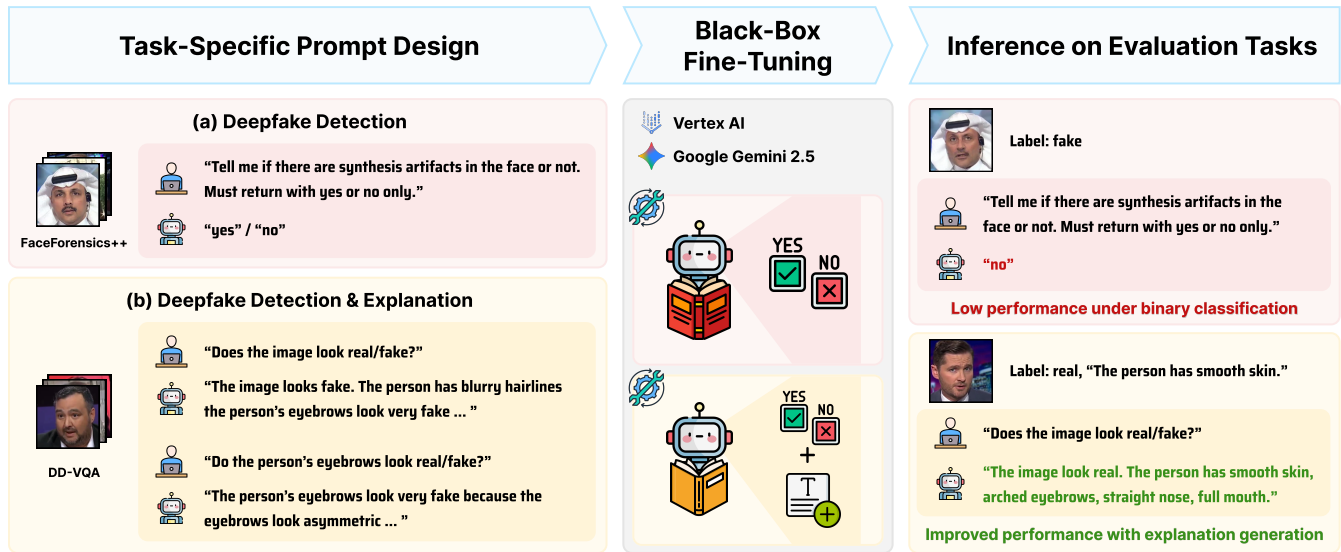 Task-Specific Prompt Design
Black-Box
Fine-Tuning
Inference on Evaluation Tasks
(a) Deepfake Detection
FaceForensics++
“Tell me if there are synthesis artifacts in the face or not.
Must return with yes or no only.”
“yes” / “no”
(b) Deepfake Detection & Explanation
DD-VQA
“Does the image look real/fake?”
“The image looks fake. The person has blurry hairlines
the person’s eyebrows look very fake ... ”
“Do the person’s eyebrows look real/fake?”
“The person’s eyebrows look very fake because the
eyebrows look asymmetric ... ”
Vertex AI
Google Gemini 2.5
YES
NO
YES
NO
+
T
Label: fake
“Tell me if there are synthesis artifacts in the
face or not. Must return with yes or no only.”
“no”
Low performance under binary classification
Label: real, “The person has smooth skin.”
“Does the image look real/fake?”
“The image look real. The person has smooth skin,
arched eyebrows, straight nose, full mouth.”
Improved performance with explanation generation